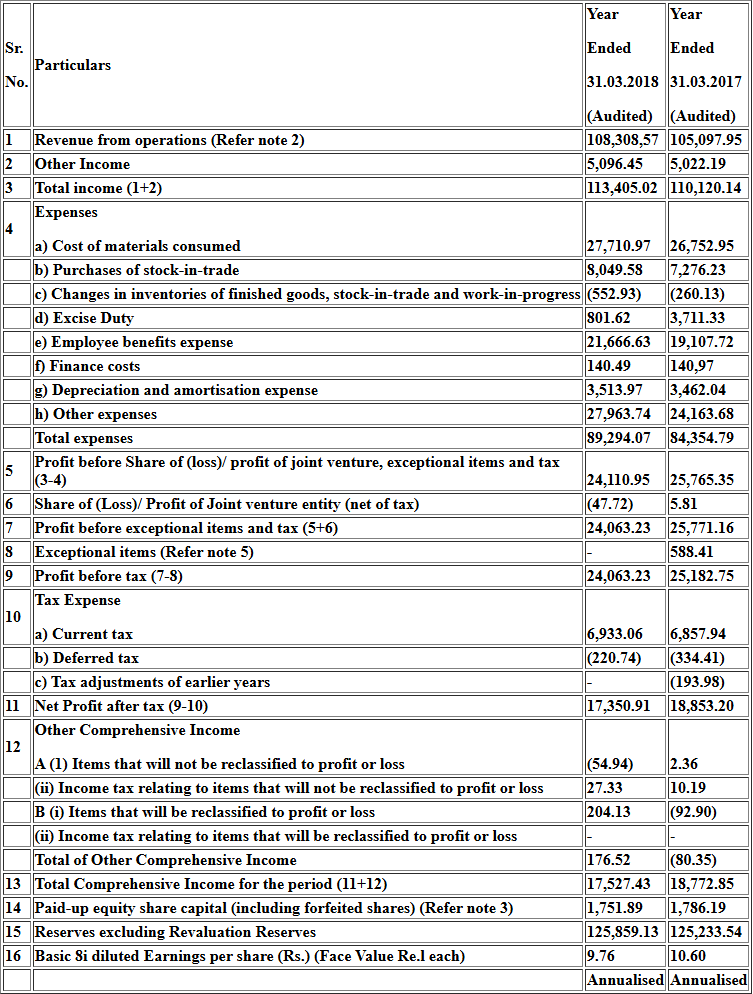 Sr. No. Particulars Year Ended 31.03.2018 (Audited) Year Ended 31.03.2017 (Audited)
1 Revenue from operations (Refer note 2) 108,308,57 105,097.95
2 Other Income 5,096.45 5,022.19
3 Total income (1+2) 113,405.02 110,120.14
4 Expenses
a) Cost of materials consumed 27,710.97 26,752.95
b) Purchases of stock-in-trade 8,049.58 7,276.23
c) Changes in inventories of finished goods, stock-in-trade and work-in-progress (552.93) (260.13)
d) Excise Duty 801.62 3,711.33
e) Employee benefits expense 21,666.63 19,107.72
f) Finance costs 140.49 140,97
g) Depreciation and amortisation expense 3,513.97 3,462.04
h) Other expenses 27,963.74 24,163.68
Total expenses 89,294.07 84,354.79
5 Profit before Share of (loss)/ profit of joint venture, exceptional items and tax (3-4) 24,110.95 25,765.35
6 Share of (Loss)/ Profit of Joint venture entity (net of tax) (47.72) 5.81
7 Profit before exceptional items and tax (5+6) 24,063.23 25,771.16
8 Exceptional items (Refer note 5) - 588.41
9 Profit before tax (7-8) 24,063.23 25,182.75
10 Tax Expense
a) Current tax 6,933.06 6,857.94
b) Deferred tax (220.74) (334.41)
c) Tax adjustments of earlier years - (193.98)
11 Net Profit after tax (9-10) 17,350.91 18,853.20
12 Other Comprehensive Income
A (1) Items that will not be reclassified to profit or loss (54.94) 2.36
(ii) Income tax relating to items that will not be reclassified to profit or loss 27.33 10.19
B (i) Items that will be reclassified to profit or loss 204.13 (92.90)
(ii) Income tax relating to items that will be reclassified to profit or loss - -
Total of Other Comprehensive Income 176.52 (80.35)
13 Total Comprehensive Income for the period (11+12) 17,527.43 18,772.85
14 Paid-up equity share capital (including forfeited shares) (Refer note 3) 1,751.89 1,786.19
15 Reserves excluding Revaluation Reserves 125,859.13 125,233.54
16 Basic 8i diluted Earnings per share (Rs.) (Face Value Re.l each) 9.76 10.60
Annualised Annualised